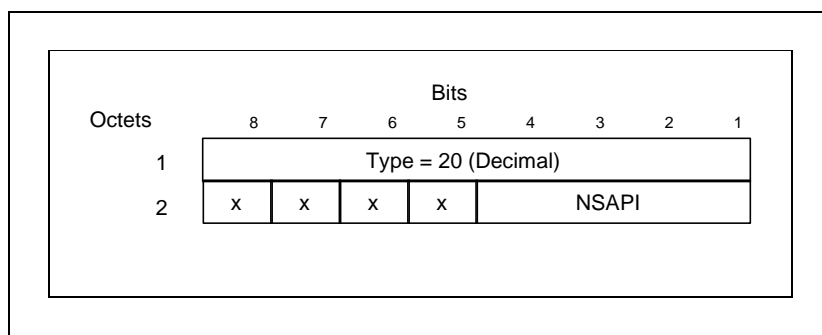 Bits
Octets 8 7 6 5 4 3 2 1
1 Type = 20 (Decimal)
2 x x x x NSAPI